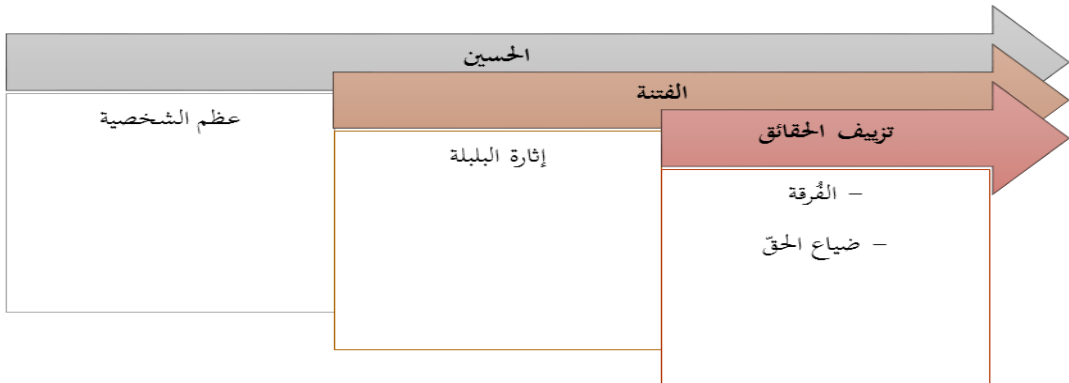 الحسين
عظم الشخصية
الفتنة
إثارة البلبلة
تزييف الحقائق
– الفُرقة
– ضياع الحقّ